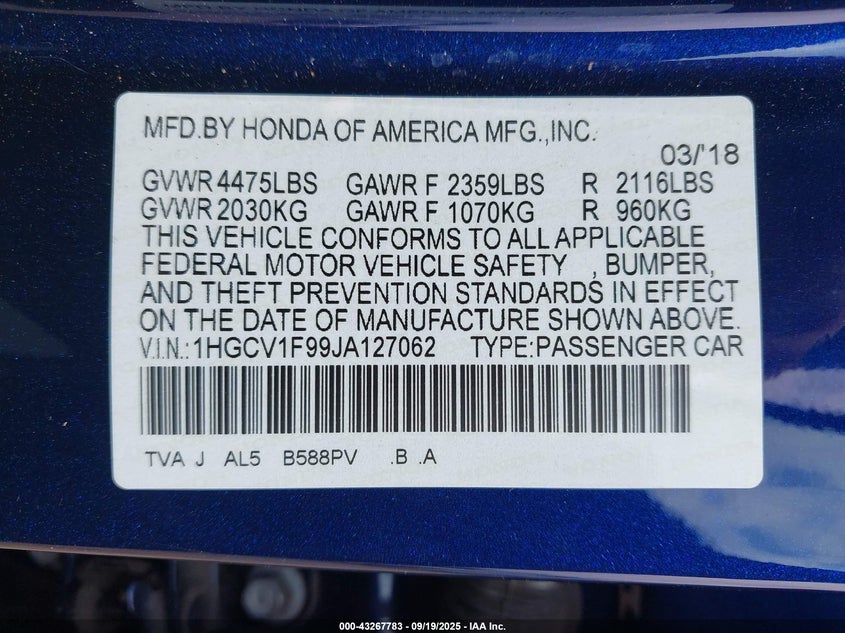 MFD.BY HONDA OF AMERICA MFG.,INC.
03/'18
GVWR 4475LBS GAWR F 2359LBS R 2116LBS
GVWR 2030KG GAWR F 1070KG R 960KG
THIS VEHICLE CONFORMS TO ALL APPLICABLE
FEDERAL MOTOR VEHICLE SAFETY , BUMPER,
AND THEFT PREVENTION STANDARDS IN EFFECT
ON THE DATE OF MANUFACTURE SHOWN ABOVE.
V.I.N.: 1HGCV1F99JA127062 TYPE:PASSENGER CAR
TVA J AL5 B588PV .B .A
000-43267783 - 09/19/2025 - IAA Inc.